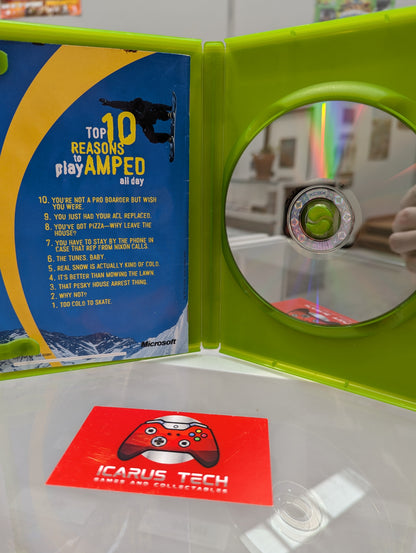 TOP 10
REASONS
to
play AMPED
all day
10. YOU'RE NOT A PRO BOARDER BUT WISH
YOU WERE.
9. YOU JUST HAD YOUR ACL REPLACED.
8. YOU'VE GOT PIZZA—WHY LEAVE THE
HOUSE?
7. YOU HAVE TO STAY BY THE PHONE
IN CASE THAT REP FROM NIXON CALLS.
6. THE TUNES, BABY.
5. REAL SNOW IS ACTUALLY KIND OF COLD.
4. IT'S BETTER THAN MOWING THE LAWN.
3. THAT PESKY HOUSE ARREST THING.
2. WHY NOT?
1. TOO COLD TO SKATE.
Microsoft
ICARUS TECH
GAMES AND COLLECTABLES